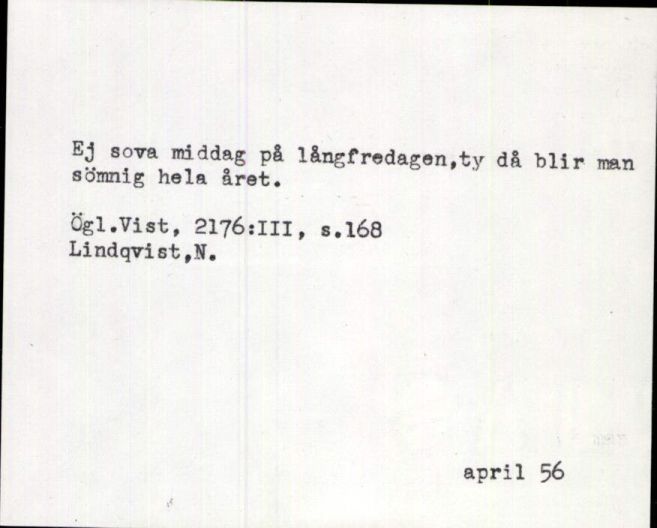 Ej sova middag på långfredagen,ty då blir man
sömnig hela året.
Ögl.Vist, 2176:III, s.168
Lindqvist,N.
april 56